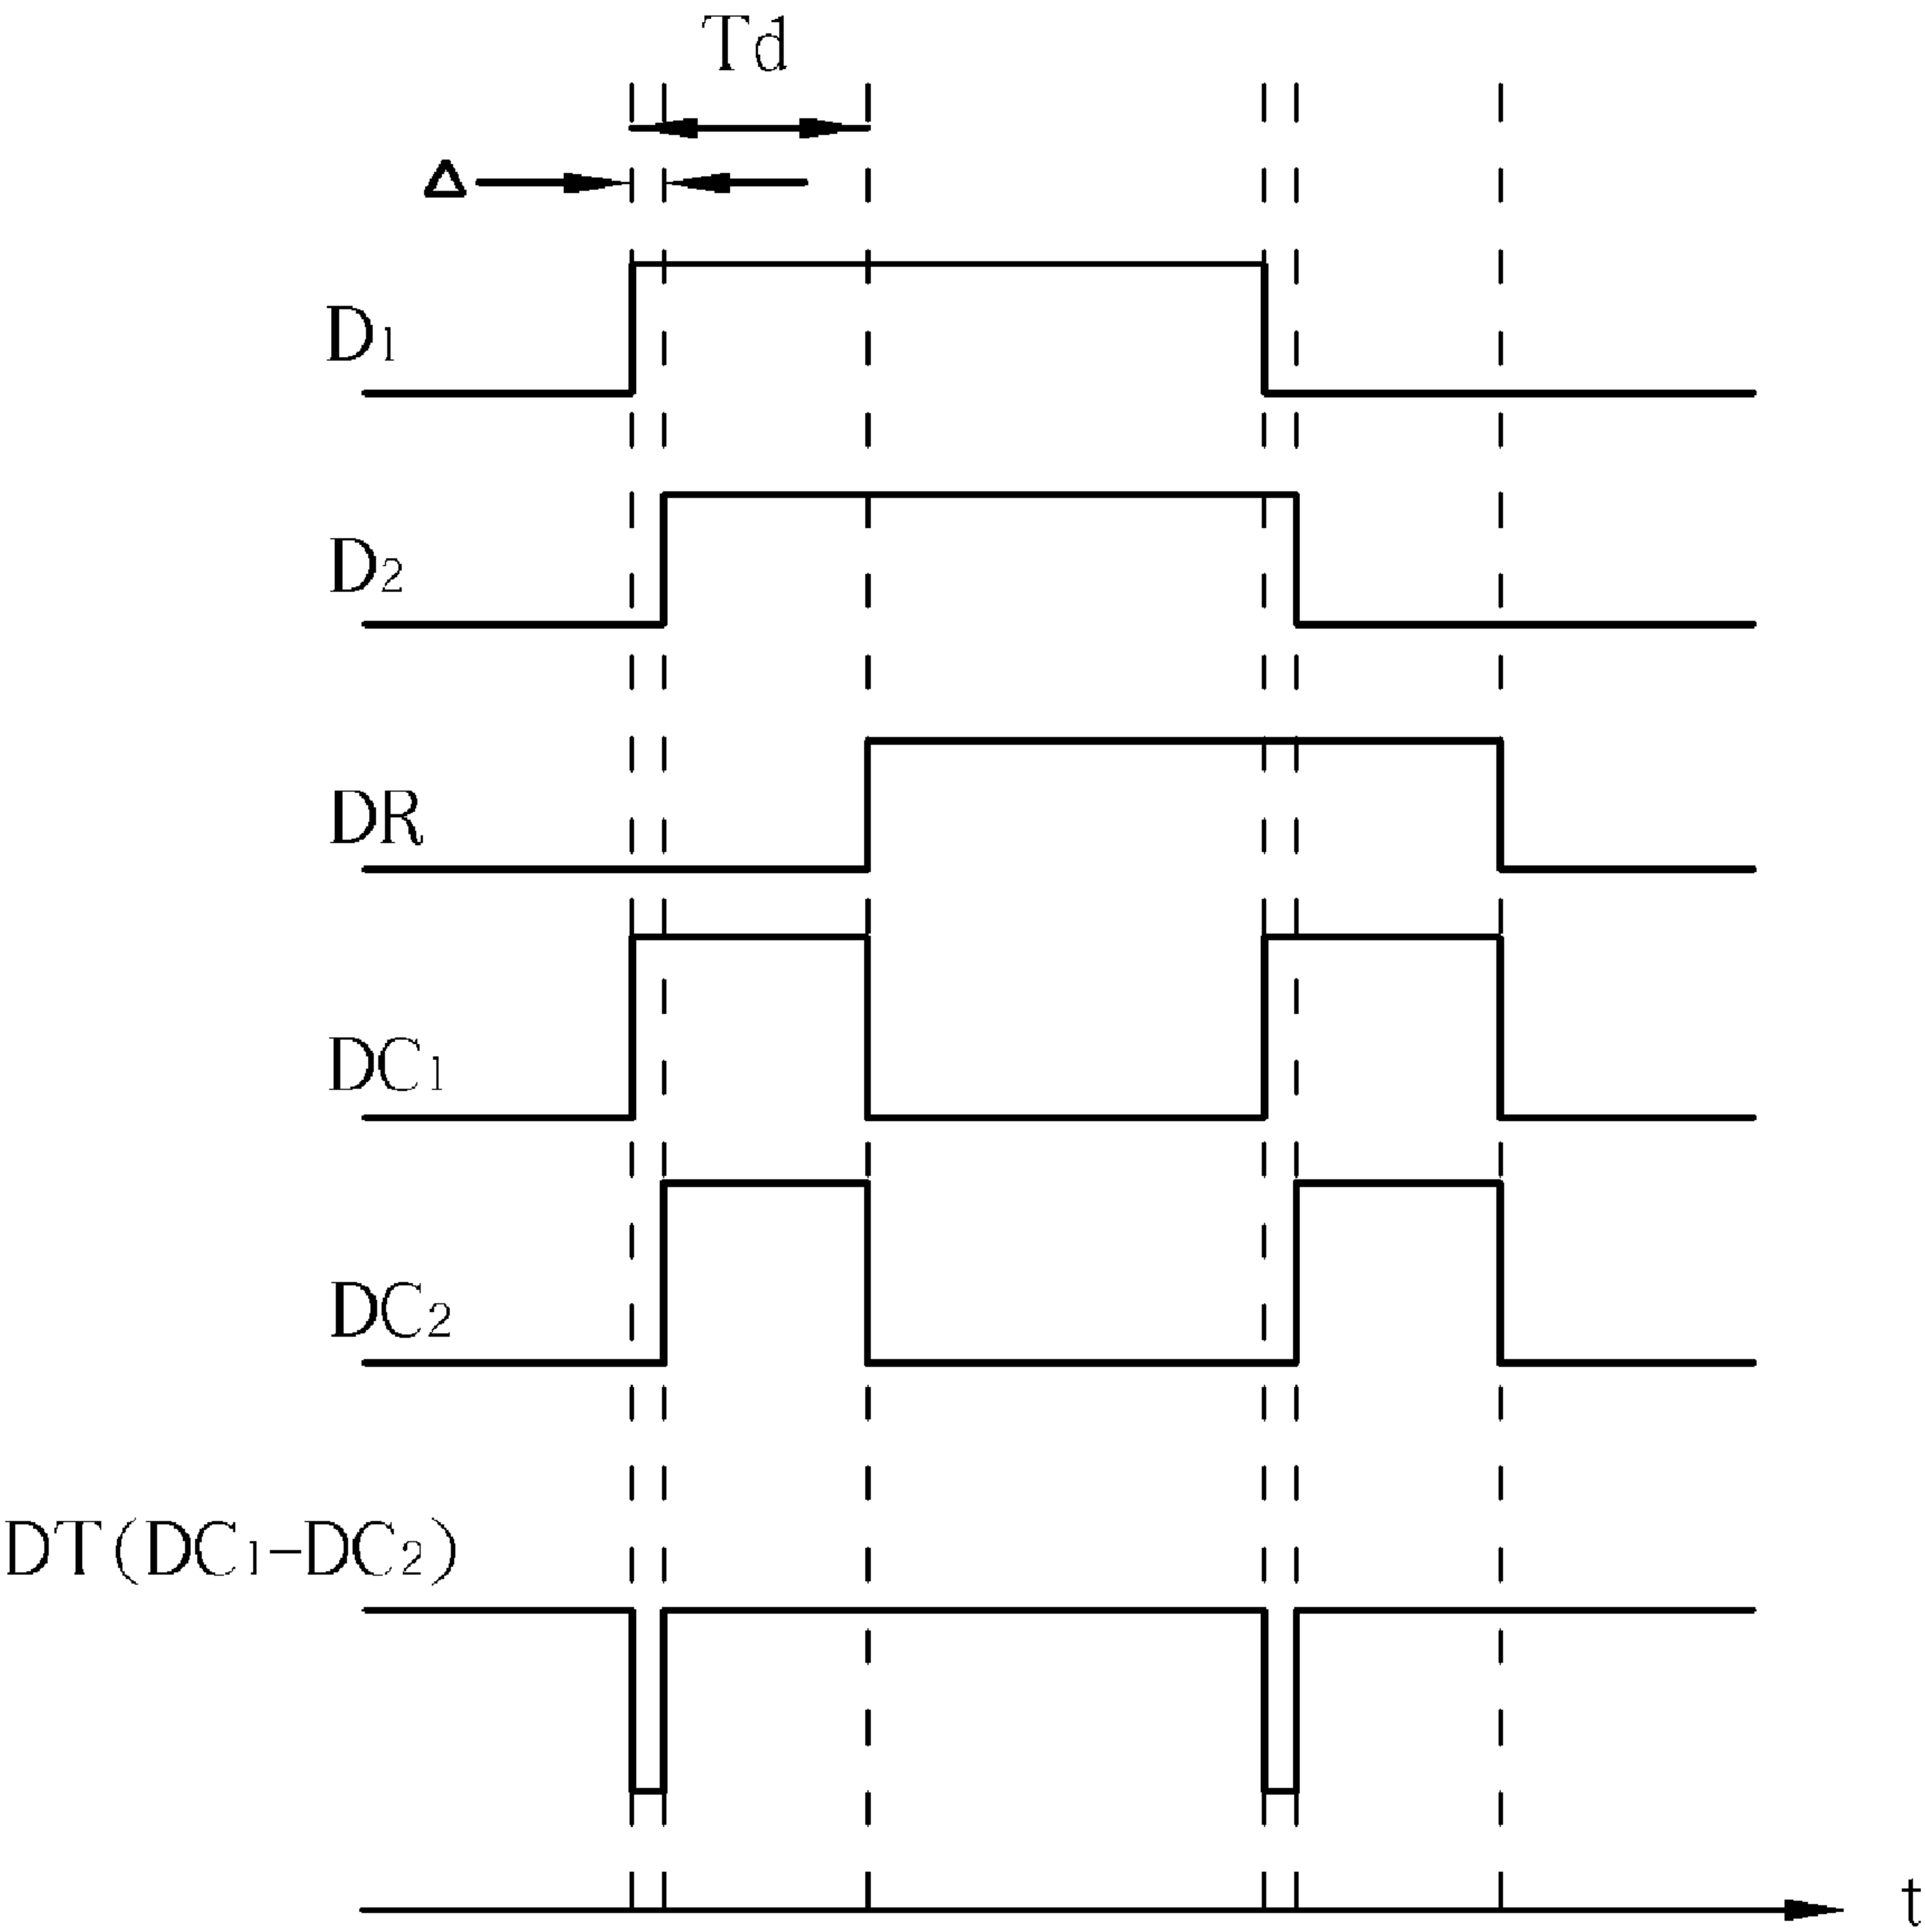 Td
Δ
D1
D2
DR
DC1
DC2
DT(DC1-DC2)
t